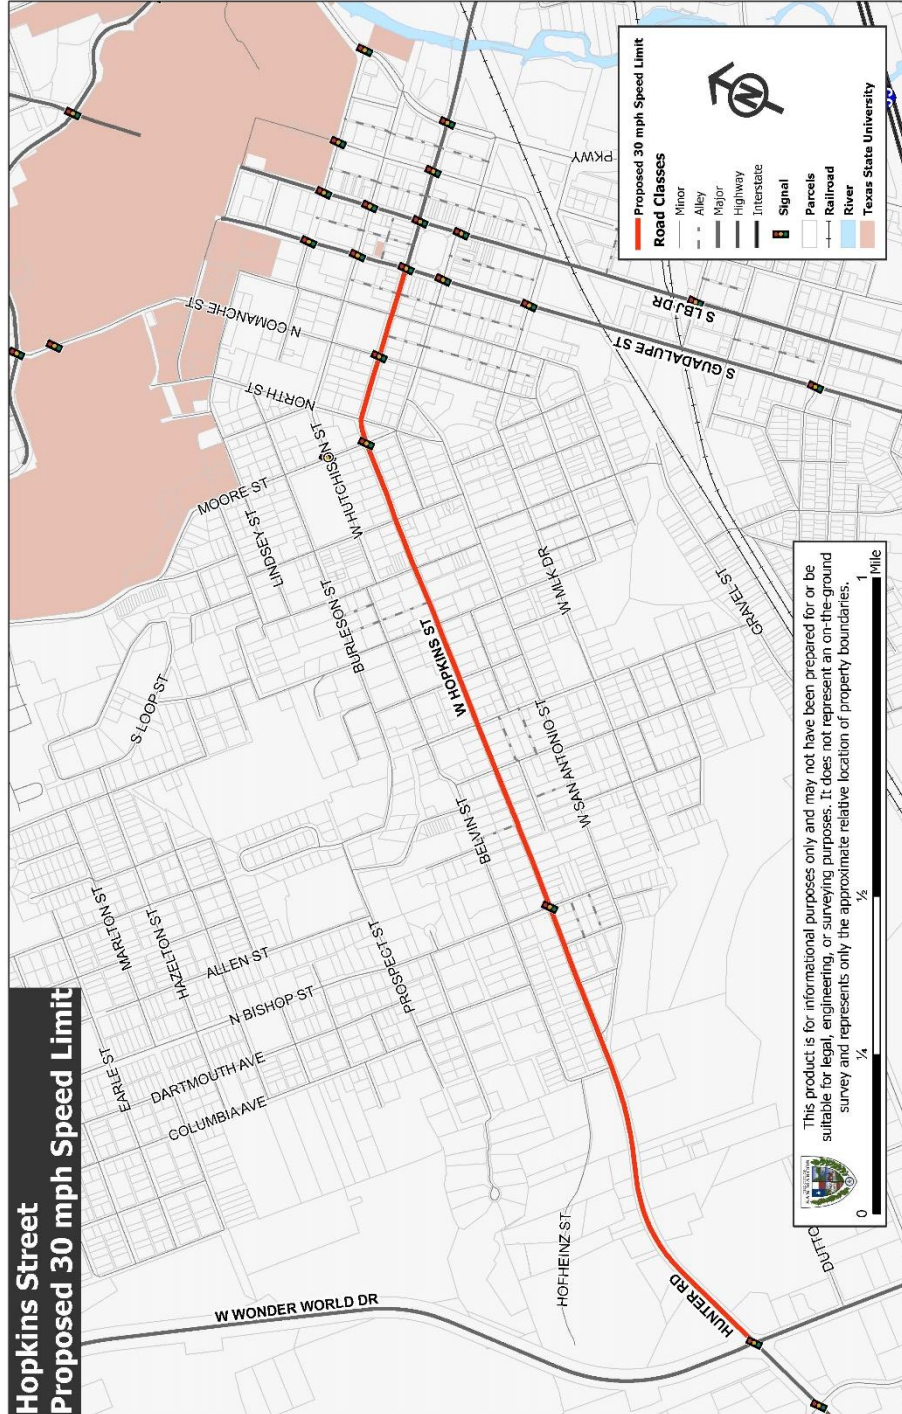 Hopkins Street
Proposed 30 mph Speed Limit
Proposed 30 mph Speed Limit
Road Classes
Minor
Alley
Major
Highway
Interstate
Signal
Parcels
Railroad
River
Texas State University
N
PKWY
S LBJ DR
S GUADALUPE ST
N COMANCHE ST
NORTH ST
W HUTCHISON ST
MOORE ST
LINDSEY ST
BURLESON ST
W MLK DR
GRAVEL ST
W HOPKINS ST
S LOOP ST
W SAN ANTONIO ST
BELVIN ST
MARLTON ST
HAZELTON ST
ALLEN ST
PROSPECT ST
N BISHOP ST
EARLE ST
DARTMOUTH AVE
COLUMBIA AVE
HOFHEINZ ST
W WONDER WORLD DR
HUNTER RD
DUTTO
This product is for informational purposes only and may not have been prepared for or be
suitable for legal, engineering, or surveying purposes. It does not represent an on-the-ground
survey and represents only the approximate relative location of property boundaries.
0 ¼ ½ 1
Mile